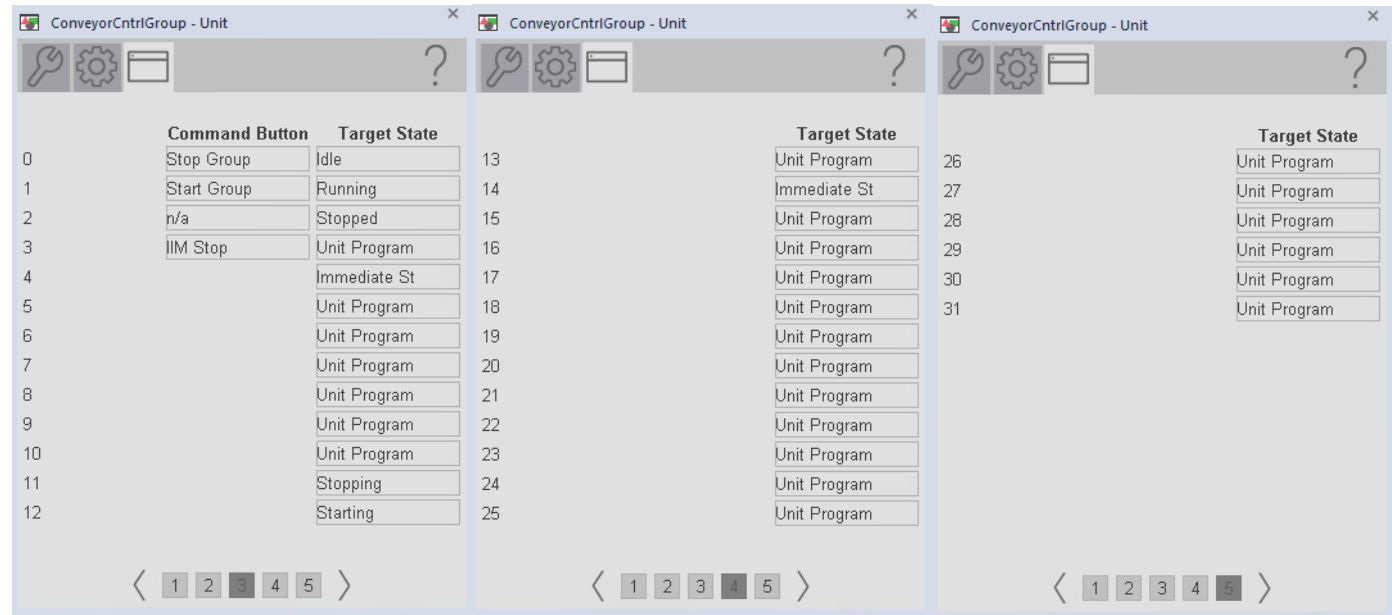 ConveyorCntrlGroup - Unit
Command Button Target State
0 Stop Group Idle
1 Start Group Running
2 n/a Stopped
3 IIM Stop Unit Program
4 Immediate St
5 Unit Program
6 Unit Program
7 Unit Program
8 Unit Program
9 Unit Program
10 Unit Program
11 Stopping
12 Starting
1 2 3 4 5
ConveyorCntrlGroup - Unit
Target State
13 Unit Program
14 Immediate St
15 Unit Program
16 Unit Program
17 Unit Program
18 Unit Program
19 Unit Program
20 Unit Program
21 Unit Program
22 Unit Program
23 Unit Program
24 Unit Program
25 Unit Program
1 2 3 4 5
ConveyorCntrlGroup - Unit
Target State
26 Unit Program
27 Unit Program
28 Unit Program
29 Unit Program
30 Unit Program
31 Unit Program
1 2 3 4 5